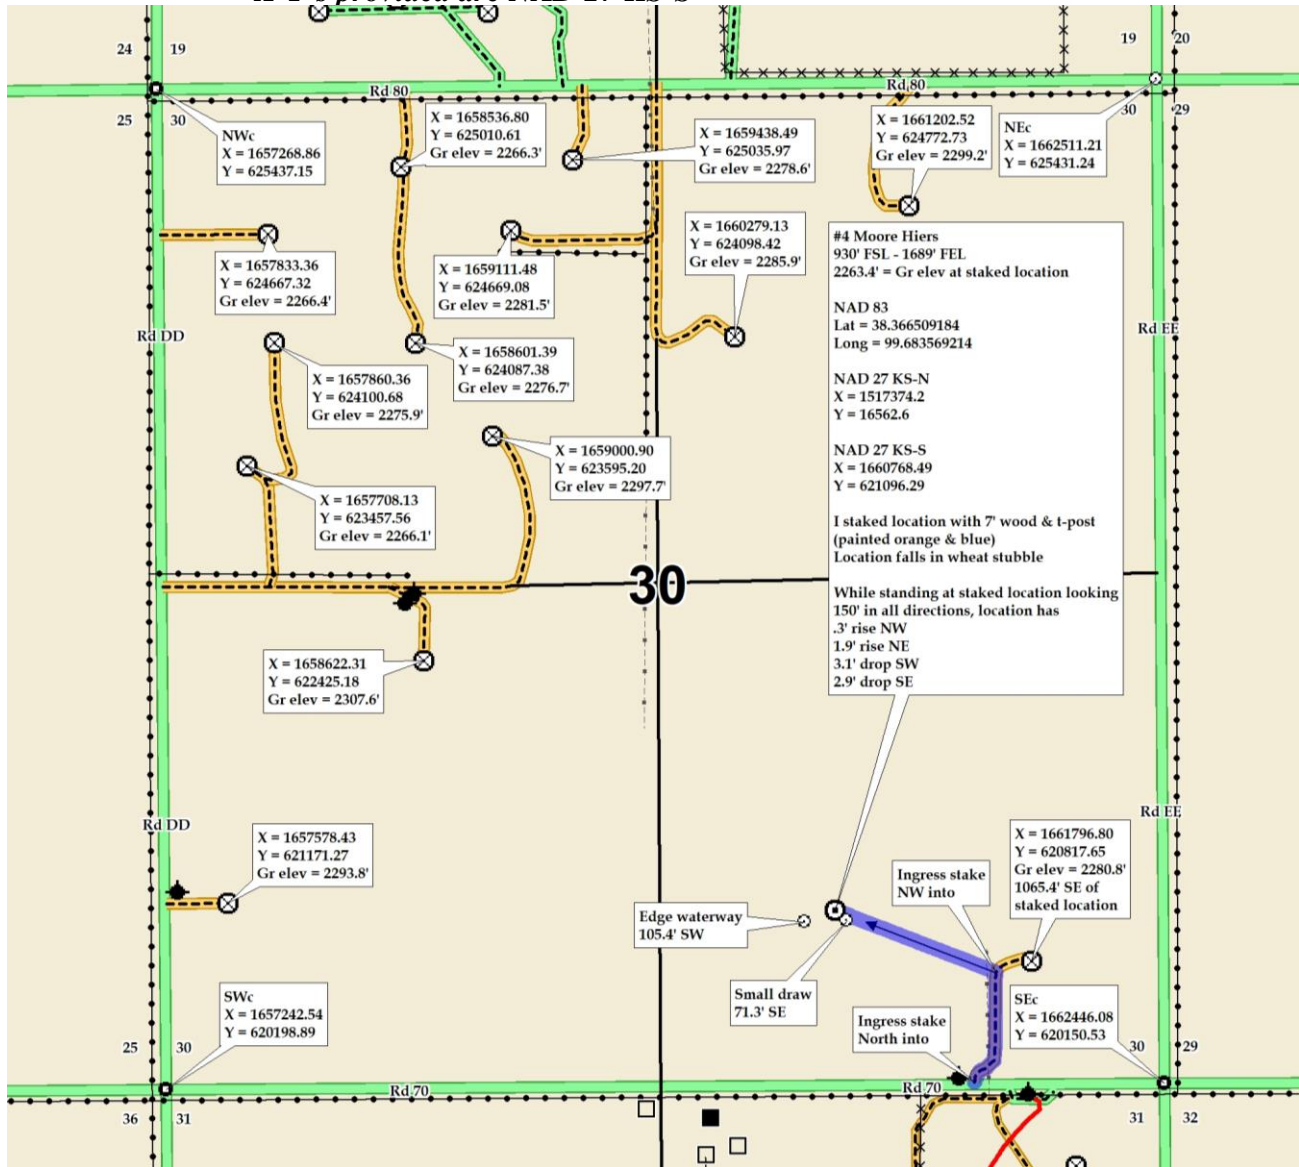 X-Y's provided are NAD 27 KS-S
24
19
19
20
Rd 80
Rd 80
25
30
30
29
NWc
X = 1657268.86
Y = 625437.15
X = 1658536.80
Y = 625010.61
Gr elev = 2266.3'
X = 1659438.49
Y = 625035.97
Gr elev = 2278.6'
X = 1661202.52
Y = 624772.73
Gr elev = 2299.2'
NEc
X = 1662511.21
Y = 625431.24
X = 1657833.36
Y = 624667.32
Gr elev = 2266.4'
X = 1659111.48
Y = 624669.08
Gr elev = 2281.5'
X = 1660279.13
Y = 624098.42
Gr elev = 2285.9'
#4 Moore Hiers
930' FSL - 1689' FEL
2263.4' = Gr elev at staked location
NAD 83
Lat = 38.366509184
Long = 99.683569214
NAD 27 KS-N
X = 1517374.2
Y = 16562.6
NAD 27 KS-S
X = 1660768.49
Y = 621096.29
I staked location with 7' wood & t-post
(painted orange & blue)
Location falls in wheat stubble
While standing at staked location looking
150' in all directions, location has
.3' rise NW
1.9' rise NE
3.1' drop SW
2.9' drop SE
Rd DD
Rd EE
X = 1657860.36
Y = 624100.68
Gr elev = 2275.9'
X = 1658601.39
Y = 624087.38
Gr elev = 2276.7'
X = 1659000.90
Y = 623595.20
Gr elev = 2297.7'
X = 1657708.13
Y = 623457.56
Gr elev = 2266.1'
30
X = 1658622.31
Y = 622425.18
Gr elev = 2307.6'
Rd DD
Rd EE
X = 1657578.43
Y = 621171.27
Gr elev = 2293.8'
X = 1661796.80
Y = 620817.65
Gr elev = 2280.8'
1065.4' SE of
staked location
Ingress stake
NW into
Edge waterway
105.4' SW
Small draw
71.3' SE
Ingress stake
North into
SWc
X = 1657242.54
Y = 620198.89
SEc
X = 1662446.08
Y = 620150.53
25
30
30
29
Rd 70
Rd 70
36
31
31
32